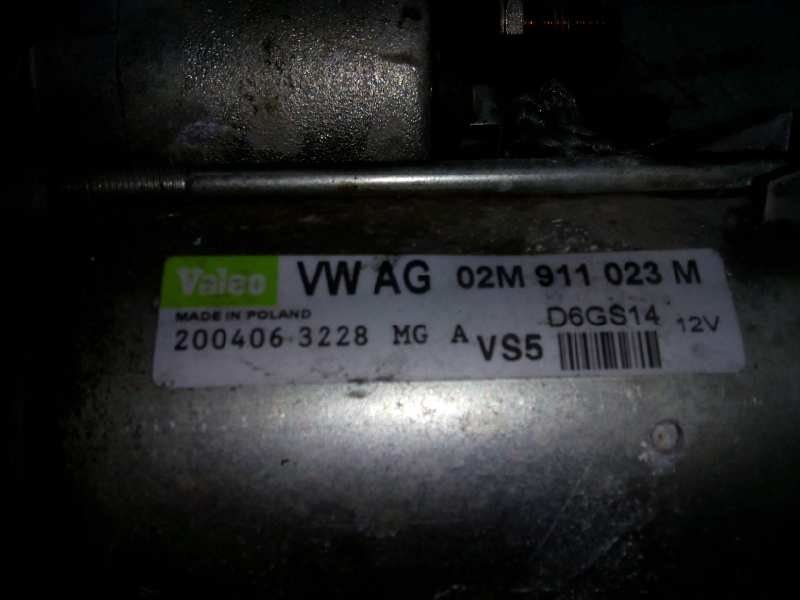 Valeo VW AG 02M 911 023 M
MADE IN POLAND D6GS14 12V
200406 3228 MG A VS5